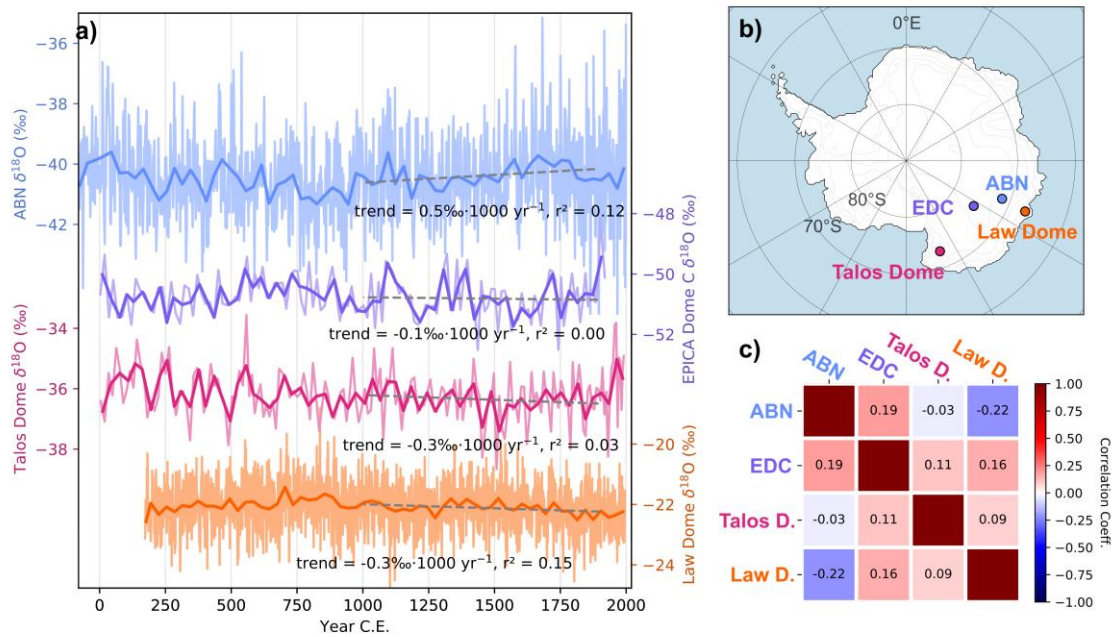 a)
−36
−38
−40
−42
ABN δ¹⁸O (‰)
trend = 0.5‰·1000 yr⁻¹, r² = 0.12
−48
−50
−52
EPICA Dome C δ¹⁸O (‰)
trend = -0.1‰·1000 yr⁻¹, r² = 0.00
−34
−36
−38
Talos Dome δ¹⁸O (‰)
trend = -0.3‰·1000 yr⁻¹, r² = 0.03
−20
−22
−24
Law Dome δ¹⁸O (‰)
trend = -0.3‰·1000 yr⁻¹, r² = 0.15
0 250 500 750 1000 1250 1500 1750 2000
Year C.E.
b)
0°E
80°S
70°S
ABN
EDC
Law Dome
Talos Dome
c)
ABN EDC Talos D. Law D.
ABN 0.19 -0.03 -0.22
EDC 0.19 0.11 0.16
Talos D. -0.03 0.11 0.09
Law D. -0.22 0.16 0.09
1.00
0.75
0.50
0.25
0.00
−0.25
−0.50
−0.75
−1.00
Correlation Coeff.